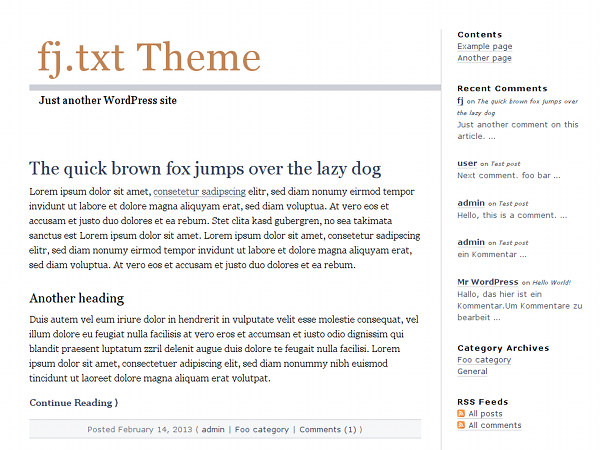 fj.txt Theme
Just another WordPress site
The quick brown fox jumps over the lazy dog
Lorem ipsum dolor sit amet, consetetur sadipscing elitr, sed diam nonumy eirmod tempor
invidunt ut labore et dolore magna aliquyam erat, sed diam voluptua. At vero eos et
accusam et justo duo dolores et ea rebum. Stet clita kasd gubergren, no sea takimata
sanctus est Lorem ipsum dolor sit amet. Lorem ipsum dolor sit amet, consetetur sadipscing
elitr, sed diam nonumy eirmod tempor invidunt ut labore et dolore magna aliquyam erat,
sed diam voluptua. At vero eos et accusam et justo duo dolores et ea rebum.
Another heading
Duis autem vel eum iriure dolor in hendrerit in vulputate velit esse molestie consequat, vel
illum dolore eu feugiat nulla facilisis at vero eros et accumsan et iusto odio dignissim qui
blandit praesent luptatum zzril delenit augue duis dolore te feugait nulla facilisi. Lorem
ipsum dolor sit amet, consectetuer adipiscing elit, sed diam nonummy nibh euismod
tincidunt ut laoreet dolore magna aliquam erat volutpat.
Continue Reading ⟩
Posted February 14, 2013 ( admin | Foo category | Comments (1) )
Contents
Example page
Another page
Recent Comments
fj on The quick brown fox jumps over
the lazy dog
Just another comment on this
article. ...
user on Test post
Next comment. foo bar ...
admin on Test post
Hello, this is a comment. ...
admin on Test post
ein Kommentar ...
Mr WordPress on Hello World!
Hallo, das hier ist ein
Kommentar.Um Kommentare zu
bearbeit ...
Category Archives
Foo category
General
RSS Feeds
All posts
All comments